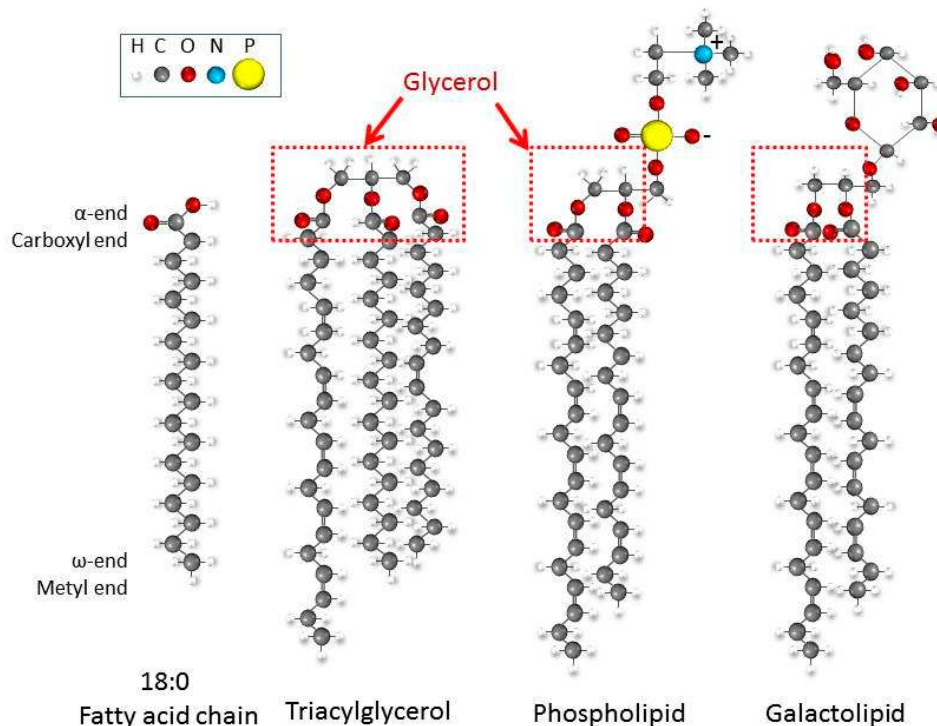 H C O N P
Glycerol
+
-
α-end
Carboxyl end
ω-end
Metyl end
18:0
Fatty acid chain
Triacylglycerol
Phospholipid
Galactolipid